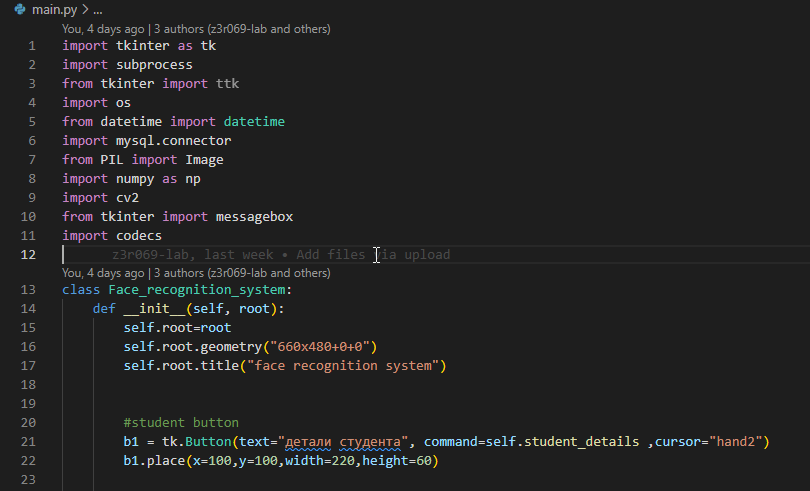 main.py > ...
You, 4 days ago | 3 authors (z3r069-lab and others)
1 import tkinter as tk
2 import subprocess
3 from tkinter import ttk
4 import os
5 from datetime import datetime
6 import mysql.connector
7 from PIL import Image
8 import numpy as np
9 import cv2
10 from tkinter import messagebox
11 import codecs
12 z3r069-lab, last week • Add files via upload
You, 4 days ago | 3 authors (z3r069-lab and others)
13 class Face_recognition_system:
14 def __init__(self, root):
15 self.root=root
16 self.root.geometry("660x480+0+0")
17 self.root.title("face recognition system")
18
19
20 #student button
21 b1 = tk.Button(text="детали студента", command=self.student_details ,cursor="hand2")
22 b1.place(x=100,y=100,width=220,height=60)
23